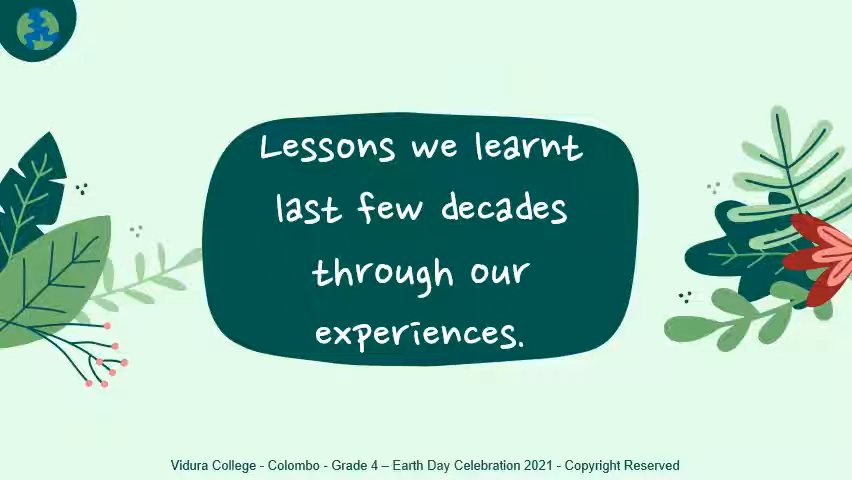 Lessons we learnt
last few decades
through our
experiences.
Vidura College - Colombo - Grade 4 – Earth Day Celebration 2021 - Copyright Reserved